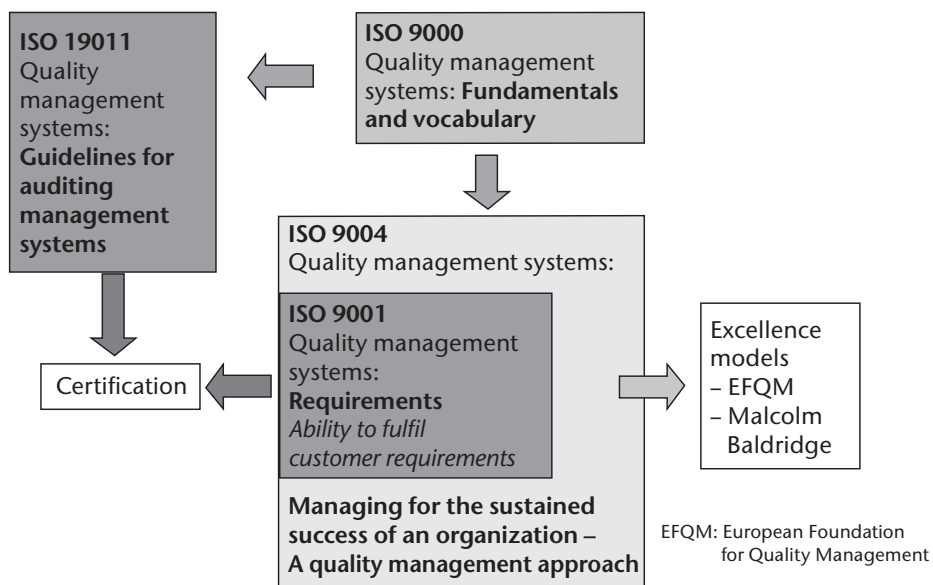 ISO 19011
Quality
management
systems:
Guidelines for
auditing
management
systems
ISO 9000
Quality management
systems: Fundamentals
and vocabulary
ISO 9004
Quality management systems:
ISO 9001
Quality management
systems:
Requirements
Ability to fulfil
customer requirements
Managing for the sustained
success of an organization –
A quality management approach
Certification
Excellence
models
– EFQM
– Malcolm
Baldridge
EFQM: European Foundation
for Quality Management